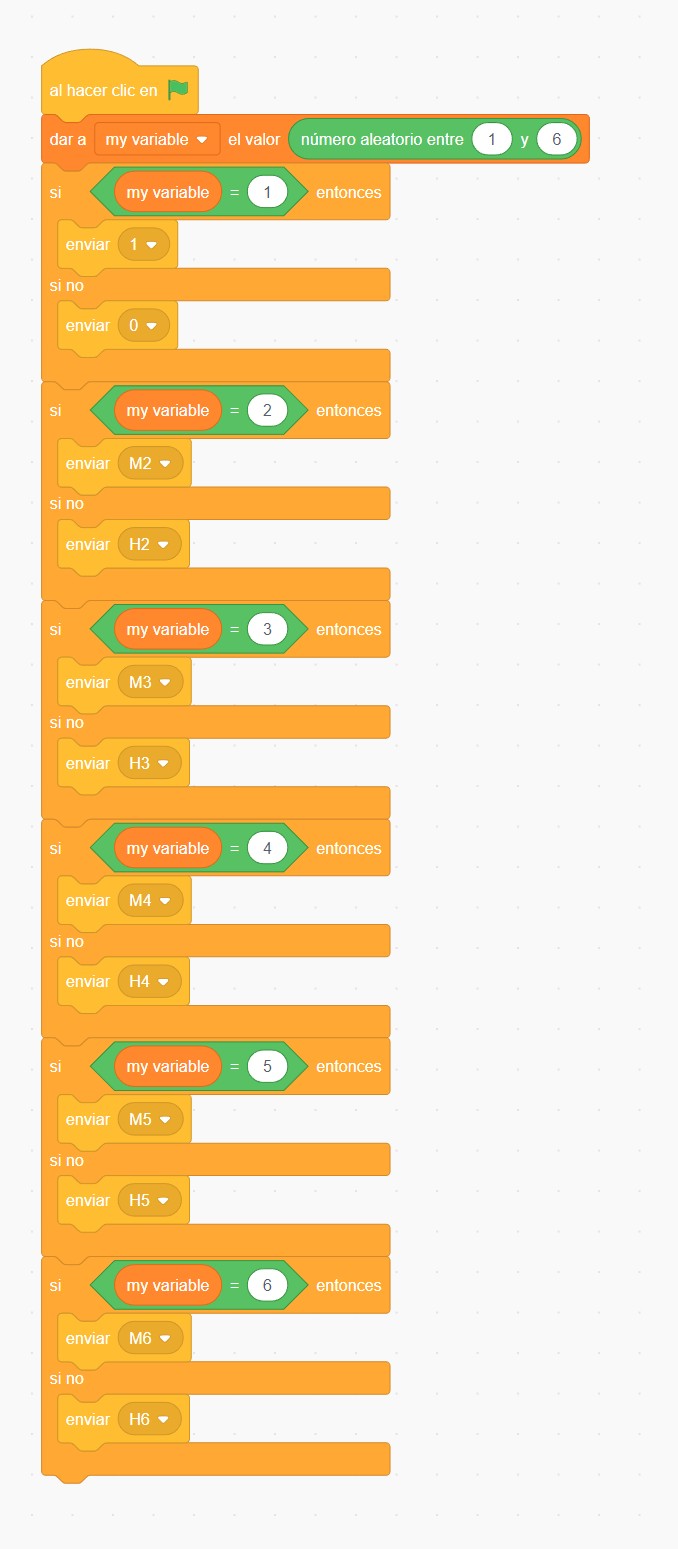 al hacer clic en
dar a my variable el valor número aleatorio entre 1 y 6
si my variable = 1 entonces
enviar 1
si no
enviar 0
si my variable = 2 entonces
enviar M2
si no
enviar H2
si my variable = 3 entonces
enviar M3
si no
enviar H3
si my variable = 4 entonces
enviar M4
si no
enviar H4
si my variable = 5 entonces
enviar M5
si no
enviar H5
si my variable = 6 entonces
enviar M6
si no
enviar H6